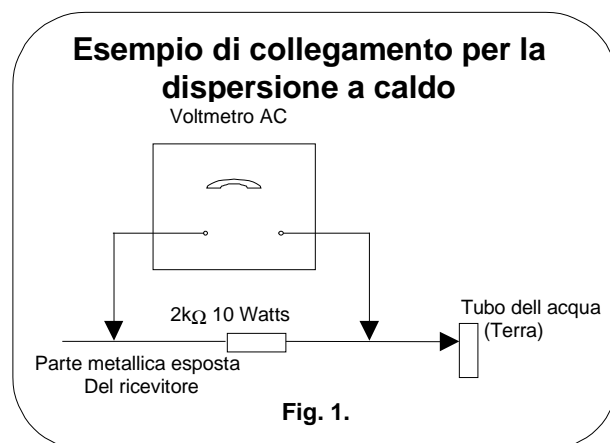 Esempio di collegamento per la
dispersione a caldo
Voltmetro AC
2kΩ 10 Watts
Tubo dell acqua
(Terra)
Parte metallica esposta
Del ricevitore
Fig. 1.